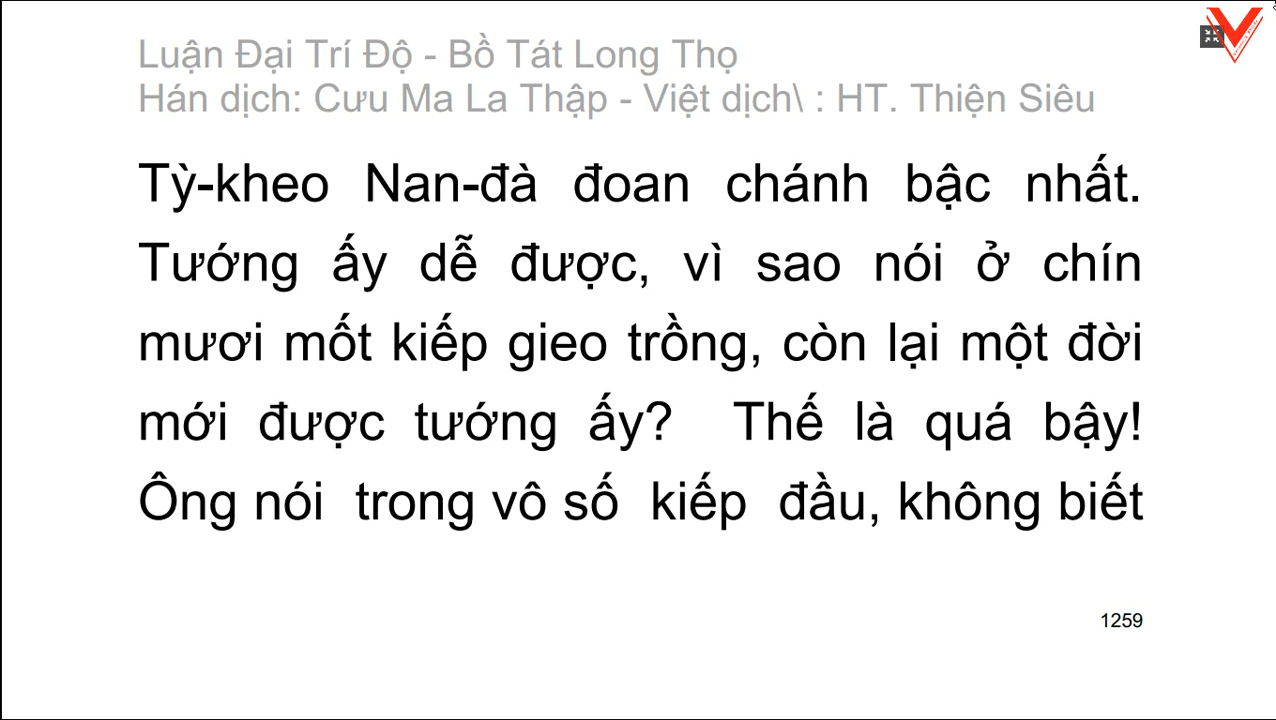 Luận Đại Trí Độ - Bồ Tát Long Thọ
Hán dịch: Cưu Ma La Thập - Việt dịch\ : HT. Thiện Siêu
Tỳ-kheo Nan-đà đoan chánh bậc nhất.
Tướng ấy dễ được, vì sao nói ở chín
mươi mốt kiếp gieo trồng, còn lại một đời
mới được tướng ấy? Thế là quá bậy!
Ông nói trong vô số kiếp đầu, không biết
1259